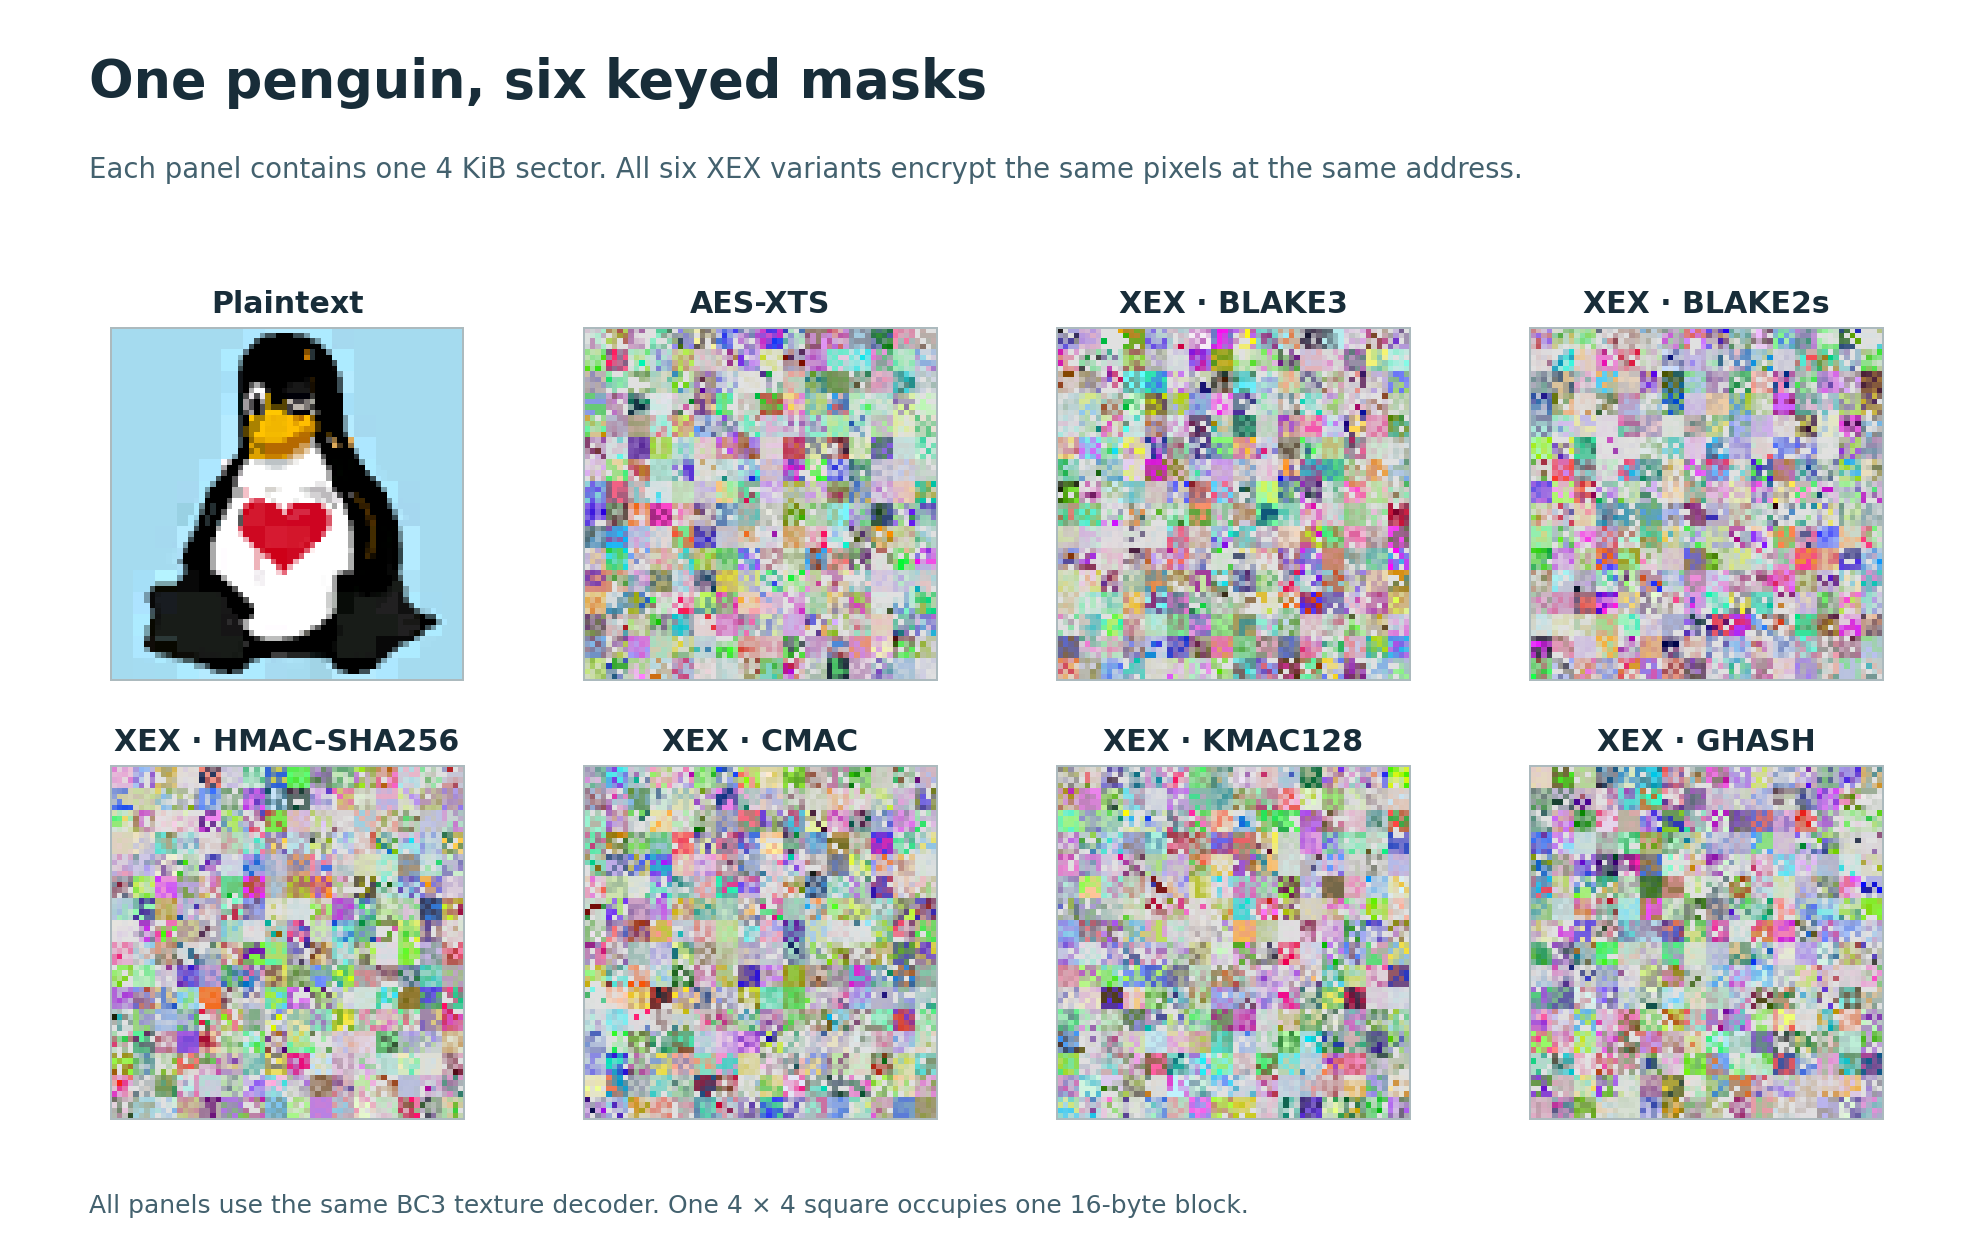 One penguin, six keyed masks
Each panel contains one 4 KiB sector. All six XEX variants encrypt the same pixels at the same address.
Plaintext
AES-XTS
XEX · BLAKE3
XEX · BLAKE2s
XEX · HMAC-SHA256
XEX · CMAC
XEX · KMAC128
XEX · GHASH
All panels use the same BC3 texture decoder. One 4 × 4 square occupies one 16-byte block.